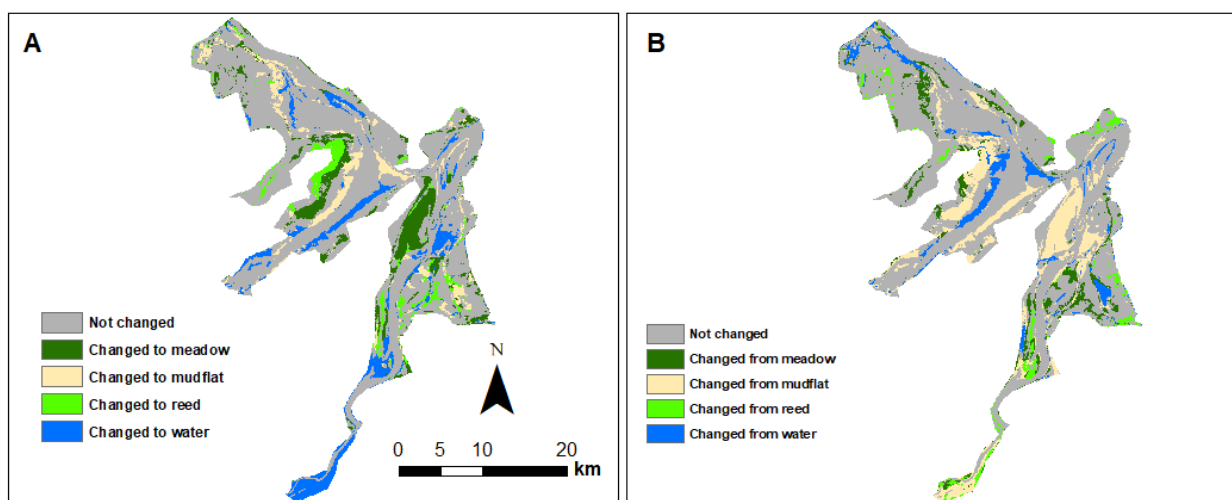 A
Not changed
Changed to meadow
Changed to mudflat
Changed to reed
Changed to water
N
0 5 10 20
km
B
Not changed
Changed from meadow
Changed from mudflat
Changed from reed
Changed from water